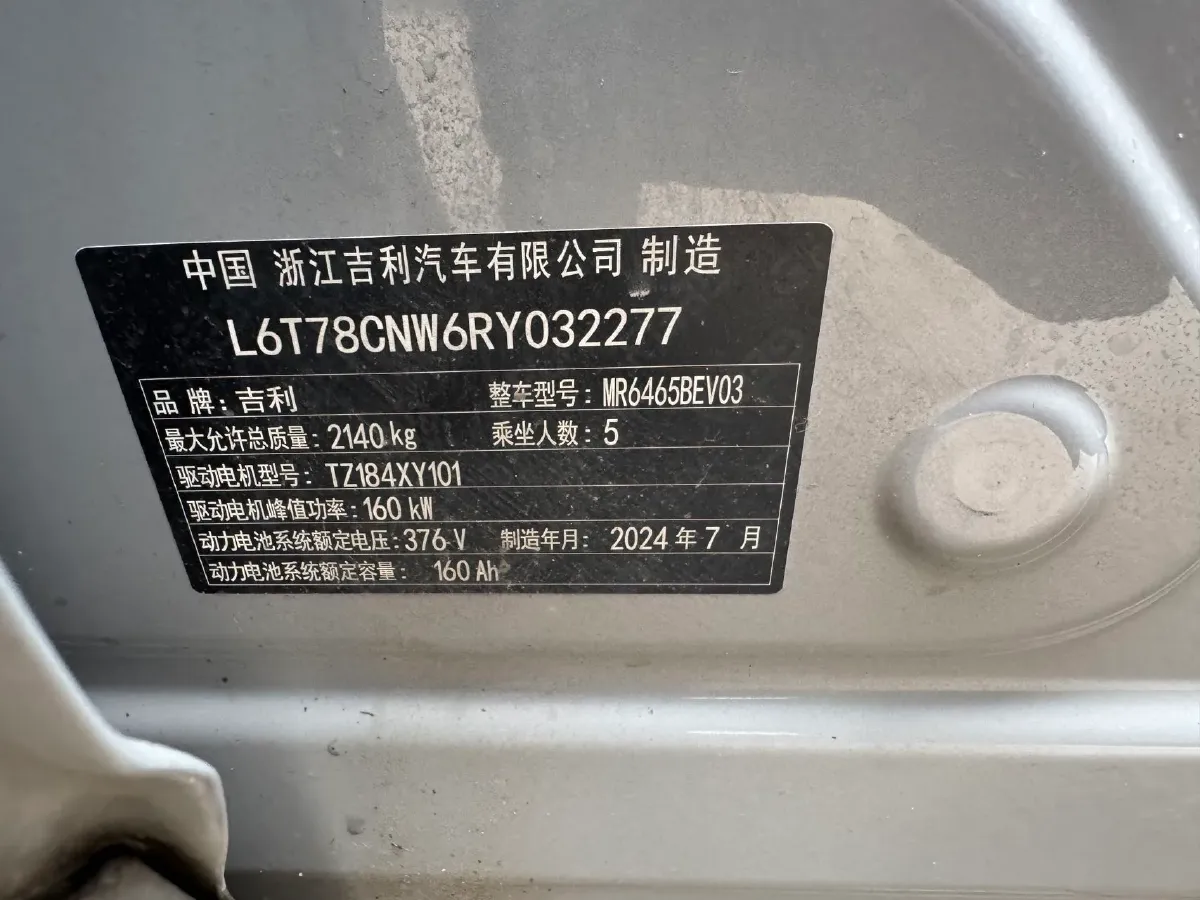 中国 浙江吉利汽车有限公司 制造
L6T78CNW6RY032277
品 牌: 吉利 整车型号: MR6465BEV03
最大允许总质量: 2140 kg 乘坐人数: 5
驱动电机型号: TZ184XY101
驱动电机峰值功率: 160 kW
动力电池系统额定电压: 376 V 制造年月: 2024 年 7 月
动力电池系统额定容量: 160 Ah